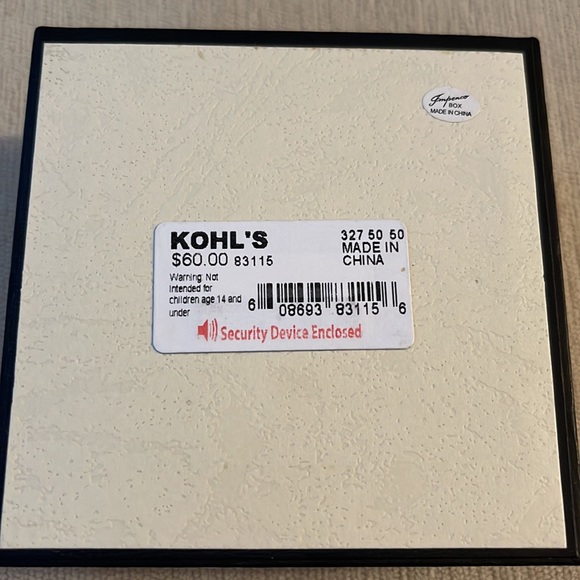 Impenco
BOX
MADE IN CHINA
KOHL'S
$60.00 83115
327 50 50
MADE IN
CHINA
Warning Not
Intended for
children age 14 and
under
6 08693 83115 6
Security Device Enclosed